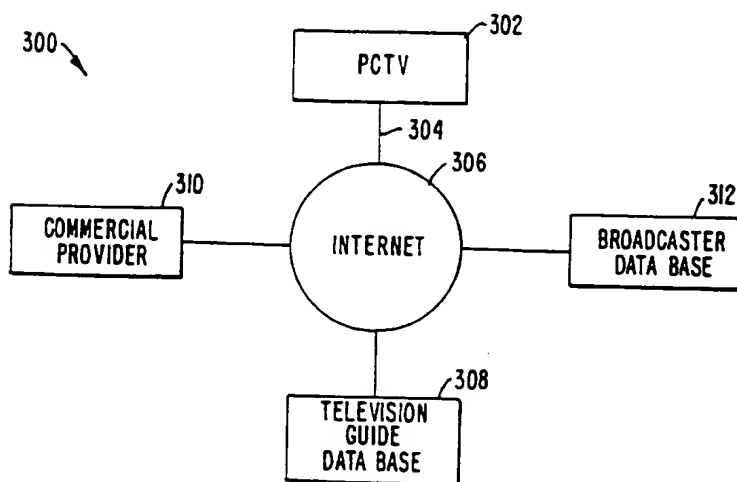 300
302
PCTV
304
306
310
COMMERCIAL
PROVIDER
INTERNET
312
BROADCASTER
DATA BASE
308
TELEVISION
GUIDE
DATA BASE